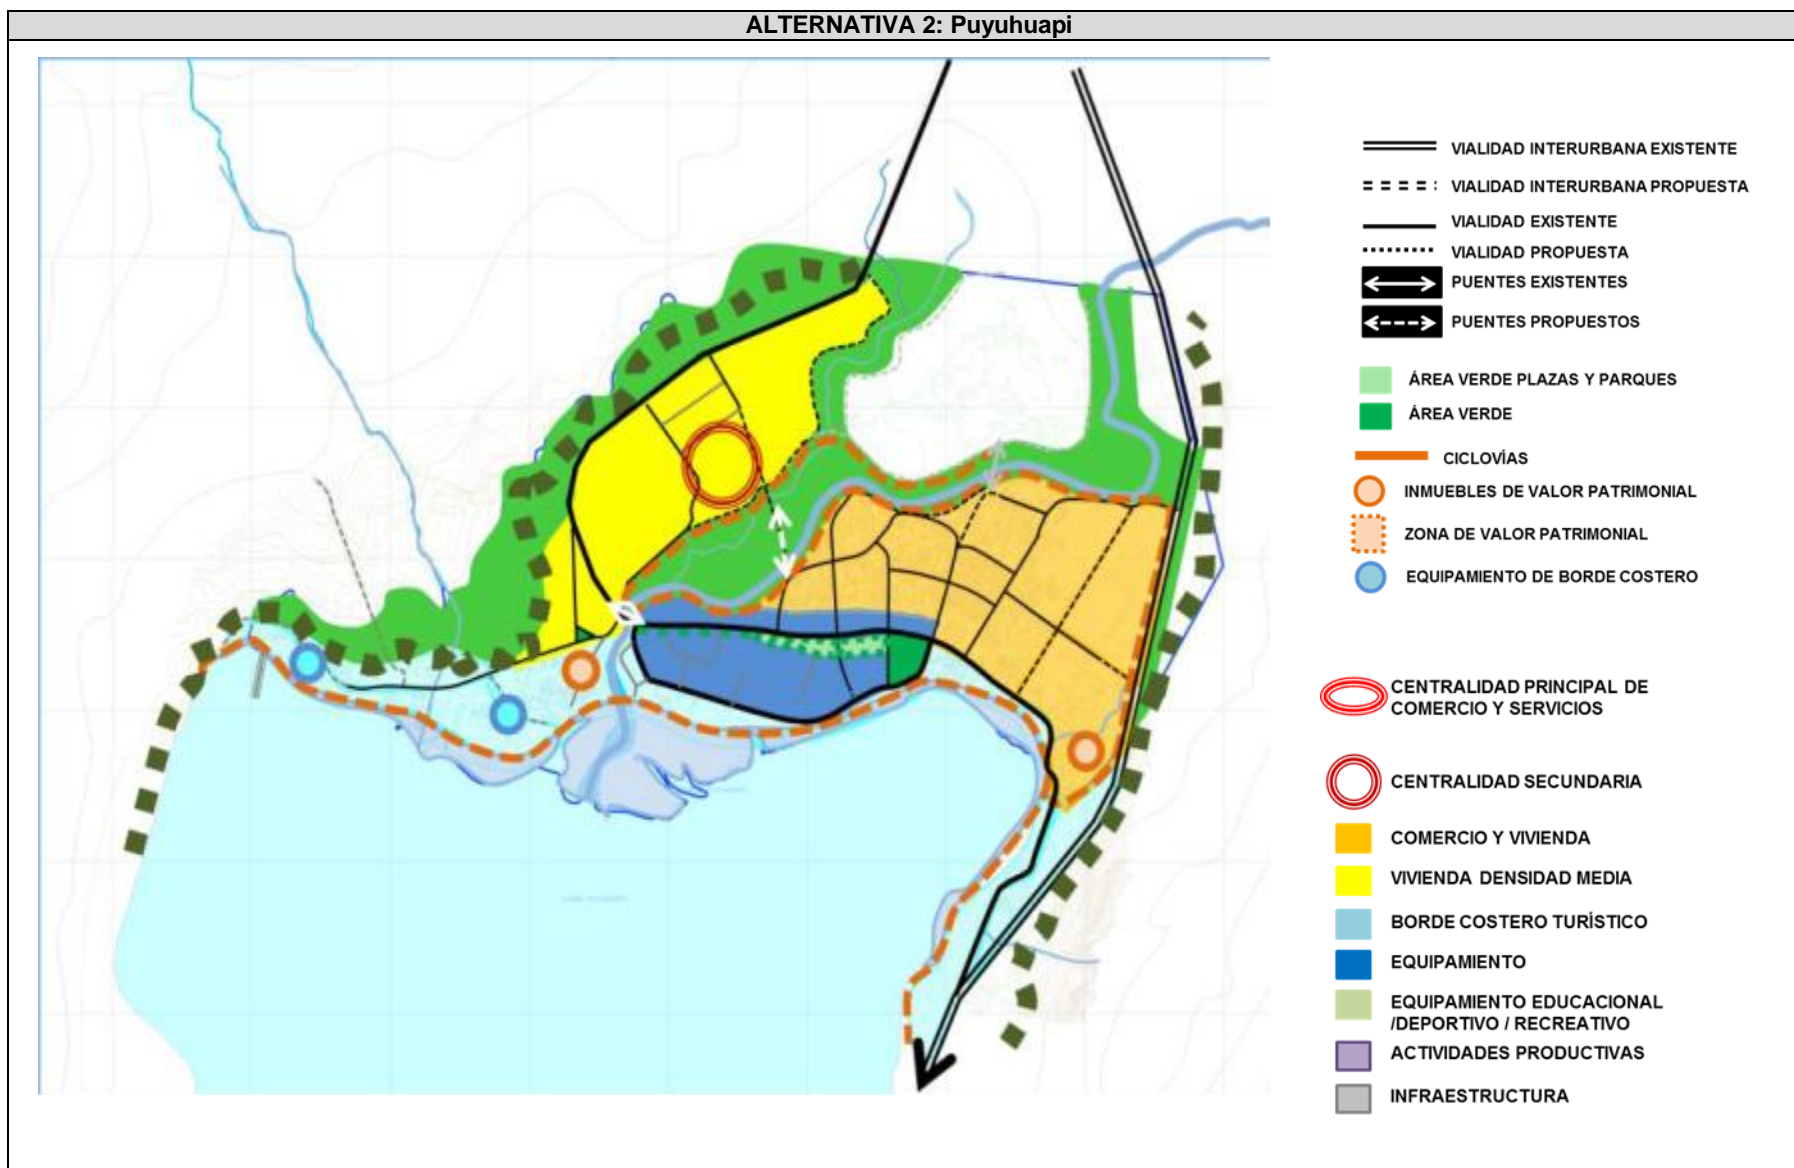 ALTERNATIVA 2: Puyuhuapi
VIALIDAD INTERURBANA EXISTENTE
VIALIDAD INTERURBANA PROPUESTA
VIALIDAD EXISTENTE
VIALIDAD PROPUESTA
PUENTES EXISTENTES
PUENTES PROPUESTOS
ÁREA VERDE PLAZAS Y PARQUES
ÁREA VERDE
CICLOVÍAS
INMUEBLES DE VALOR PATRIMONIAL
ZONA DE VALOR PATRIMONIAL
EQUIPAMIENTO DE BORDE COSTERO
CENTRALIDAD PRINCIPAL DE
COMERCIO Y SERVICIOS
CENTRALIDAD SECUNDARIA
COMERCIO Y VIVIENDA
VIVIENDA DENSIDAD MEDIA
BORDE COSTERO TURÍSTICO
EQUIPAMIENTO
EQUIPAMIENTO EDUCACIONAL
/DEPORTIVO / RECREATIVO
ACTIVIDADES PRODUCTIVAS
INFRAESTRUCTURA